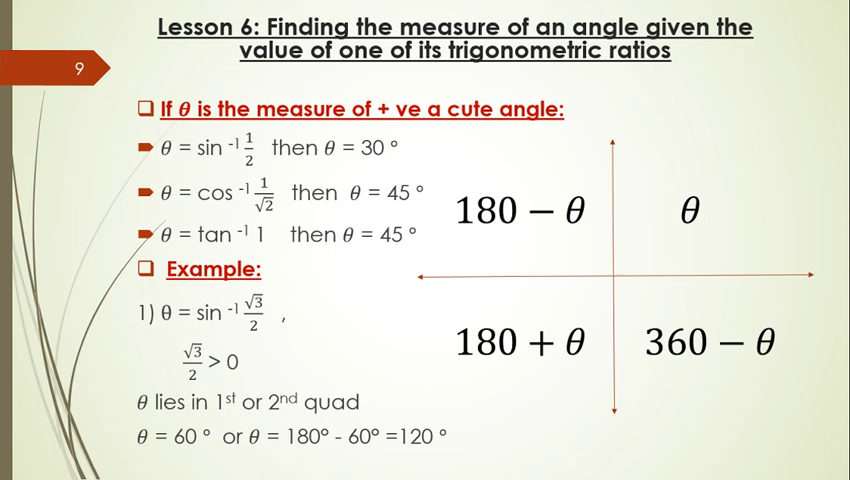 Lesson 6: Finding the measure of an angle given the
value of one of its trigonometric ratios
9
❑ If θ is the measure of + ve a cute angle:
θ = sin ⁻¹ 1/2 then θ = 30 °
θ = cos ⁻¹ 1/√2 then θ = 45 °
θ = tan ⁻¹ 1 then θ = 45 °
❑ Example:
1) θ = sin ⁻¹ √3/2 ,
√3/2 > 0
θ lies in 1st or 2nd quad
θ = 60 ° or θ = 180° - 60° =120 °
180 − θ
θ
180 + θ
360 − θ